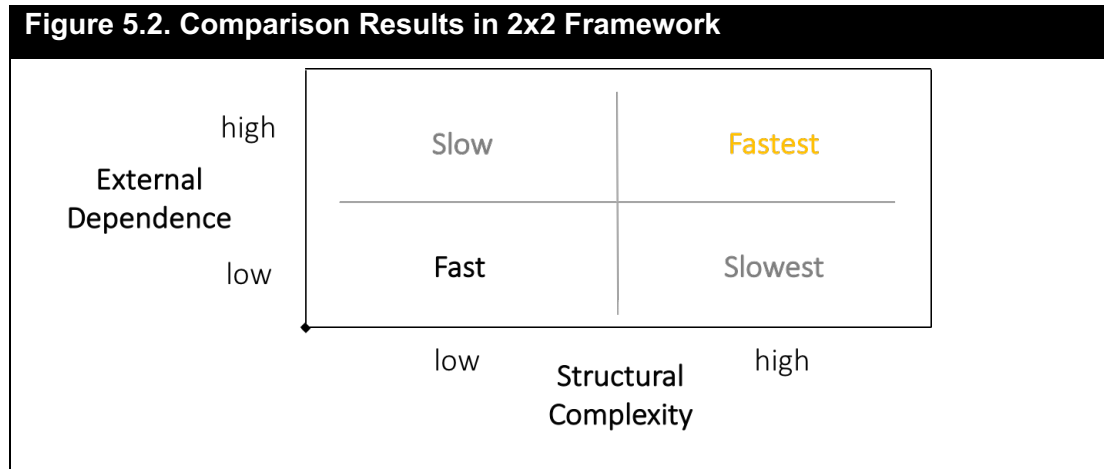 Figure 5.2. Comparison Results in 2x2 Framework
high
Slow
Fastest
External
Dependence
low
Fast
Slowest
low
high
Structural
Complexity